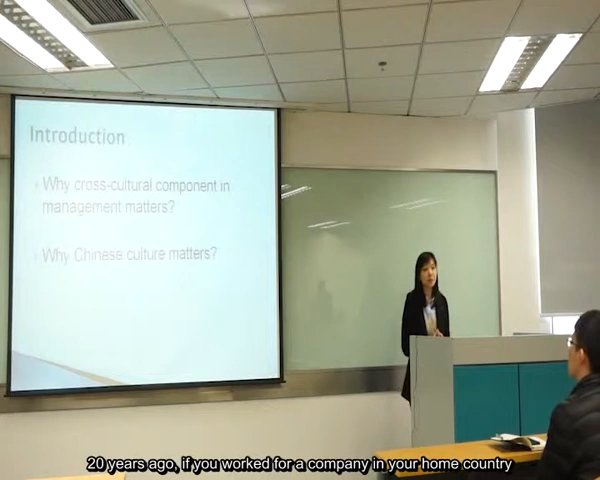 Introduction
Why cross-cultural component in
management matters?
Why Chinese culture matters?
20 years ago, if you worked for a company in your home country